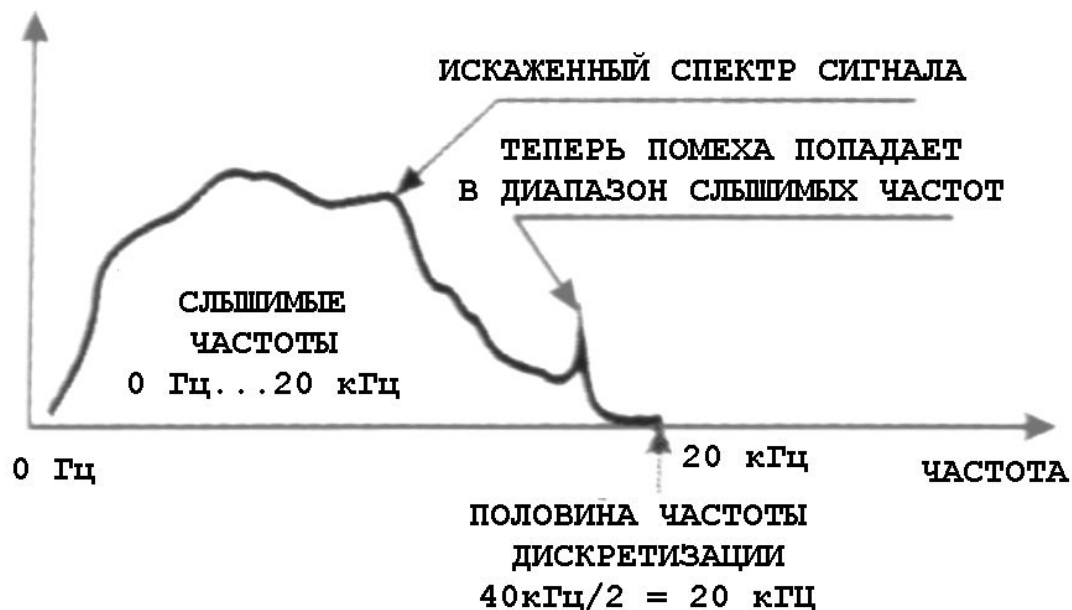 ИСКАЖЕННЫЙ СПЕКТР СИГНАЛА
ТЕПЕРЬ ПОМЕХА ПОПАДАЕТ
В ДИАПАЗОН СЛЫШИМЫХ ЧАСТОТ
СЛЫШИМЫЕ
ЧАСТОТЫ
0 Гц...20 кГц
0 Гц
20 кГц
ЧАСТОТА
ПОЛОВИНА ЧАСТОТЫ
ДИСКРЕТИЗАЦИИ
40кГц/2 = 20 кГЦ